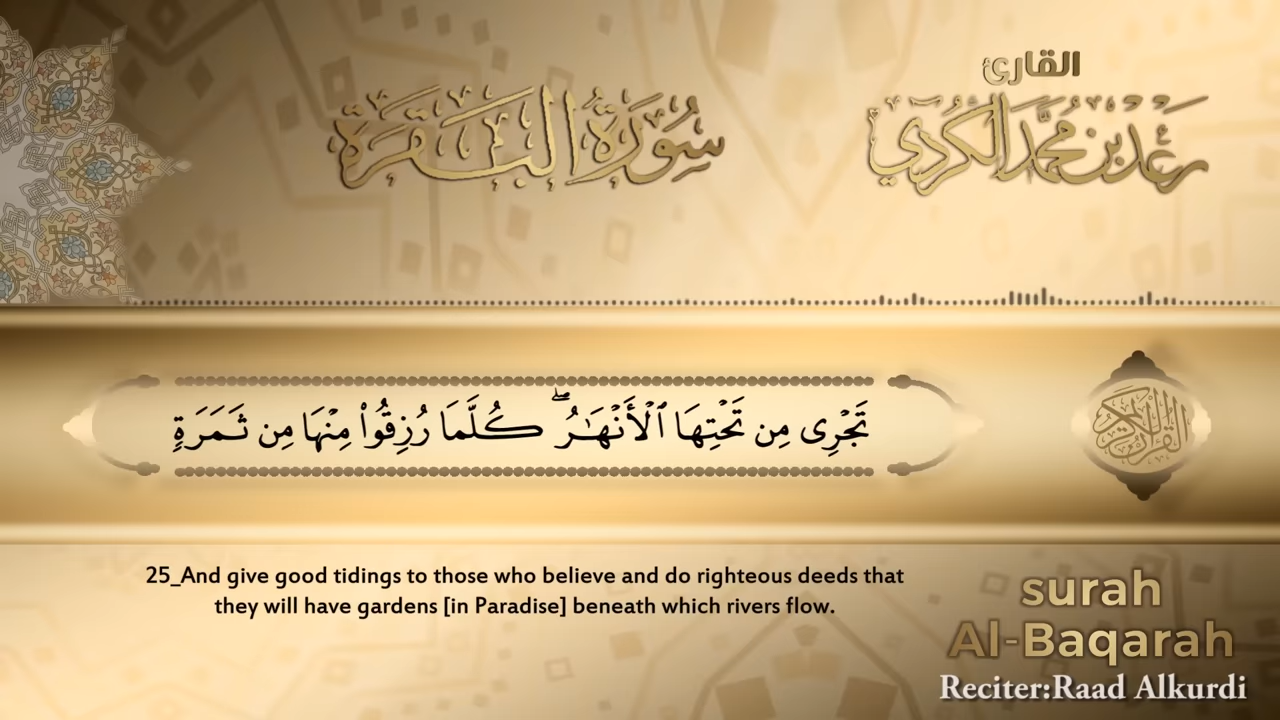 القارئ
سُورَةُ البَقَرَة
رعد بن محمد الكردي
تَجْرِى مِن تَحْتِهَا ٱلْأَنْهَـٰرُ ۖ كُلَّمَا رُزِقُوا۟ مِنْهَا مِن ثَمَرَةٍ
القرآن الكريم
25_And give good tidings to those who believe and do righteous deeds that
they will have gardens [in Paradise] beneath which rivers flow.
surah
Al-Baqarah
Reciter:Raad Alkurdi